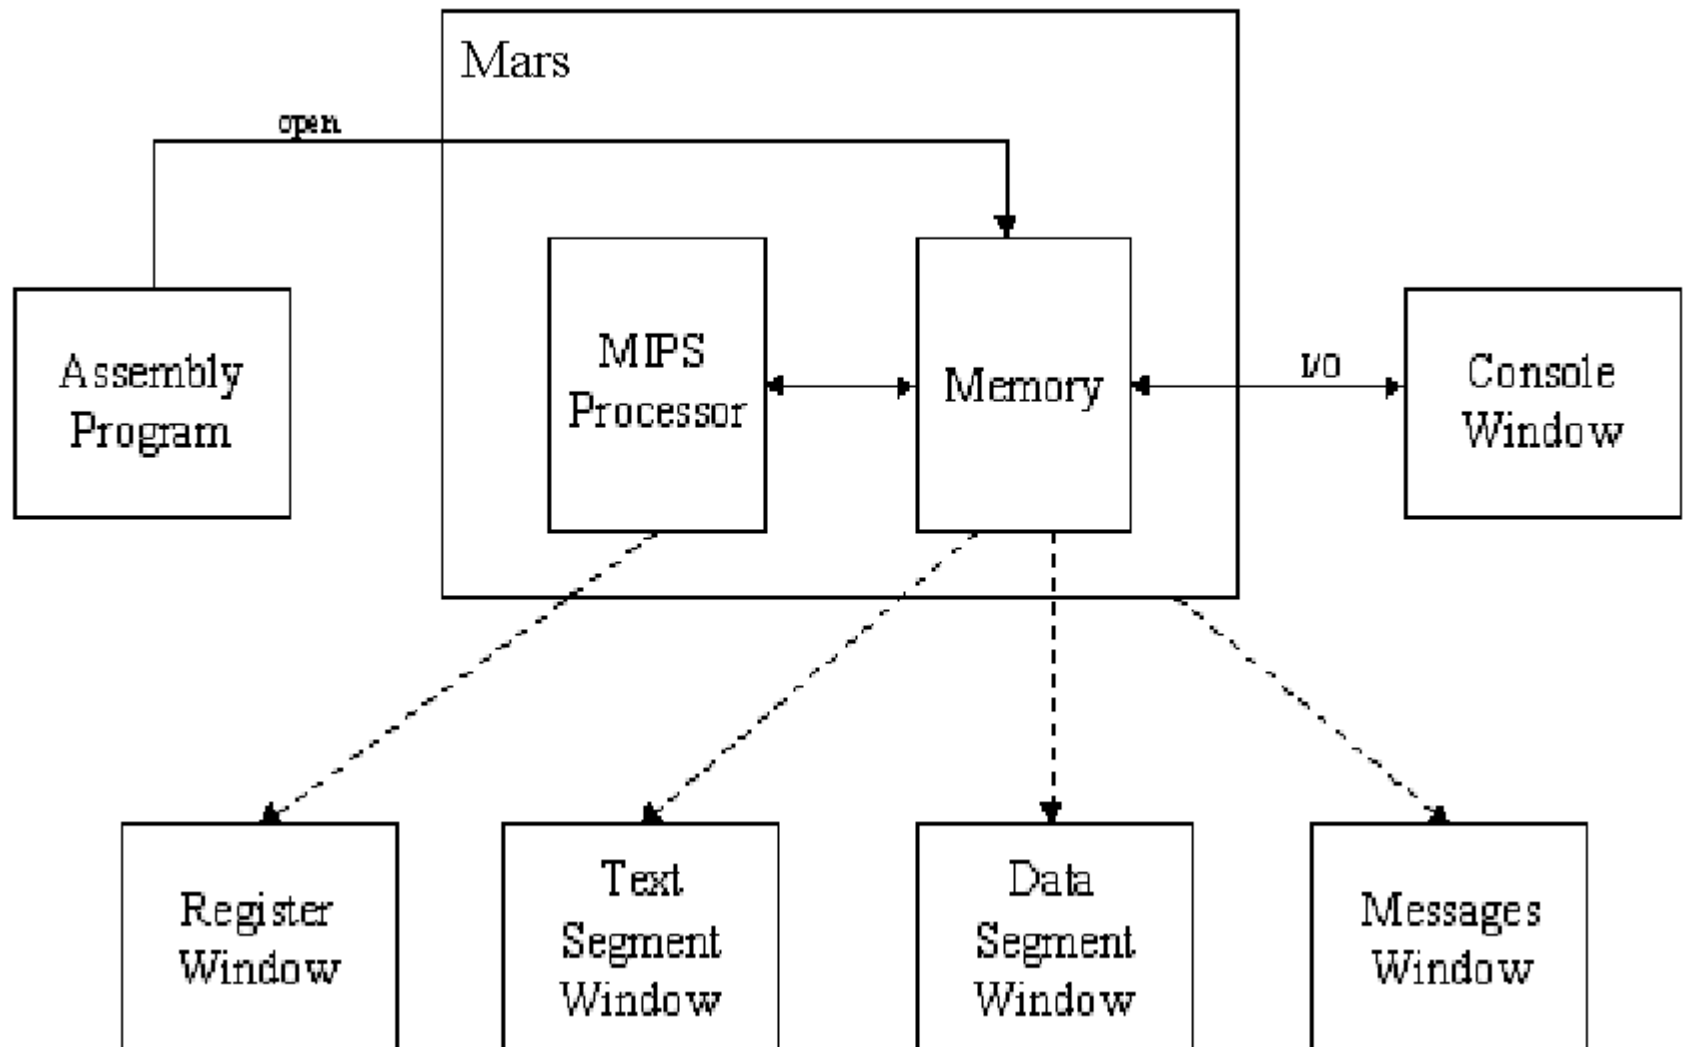 Mars
open
Assembly
Program
MIPS
Processor
Memory
I/O
Console
Window
Register
Window
Text
Segment
Window
Data
Segment
Window
Messages
Window